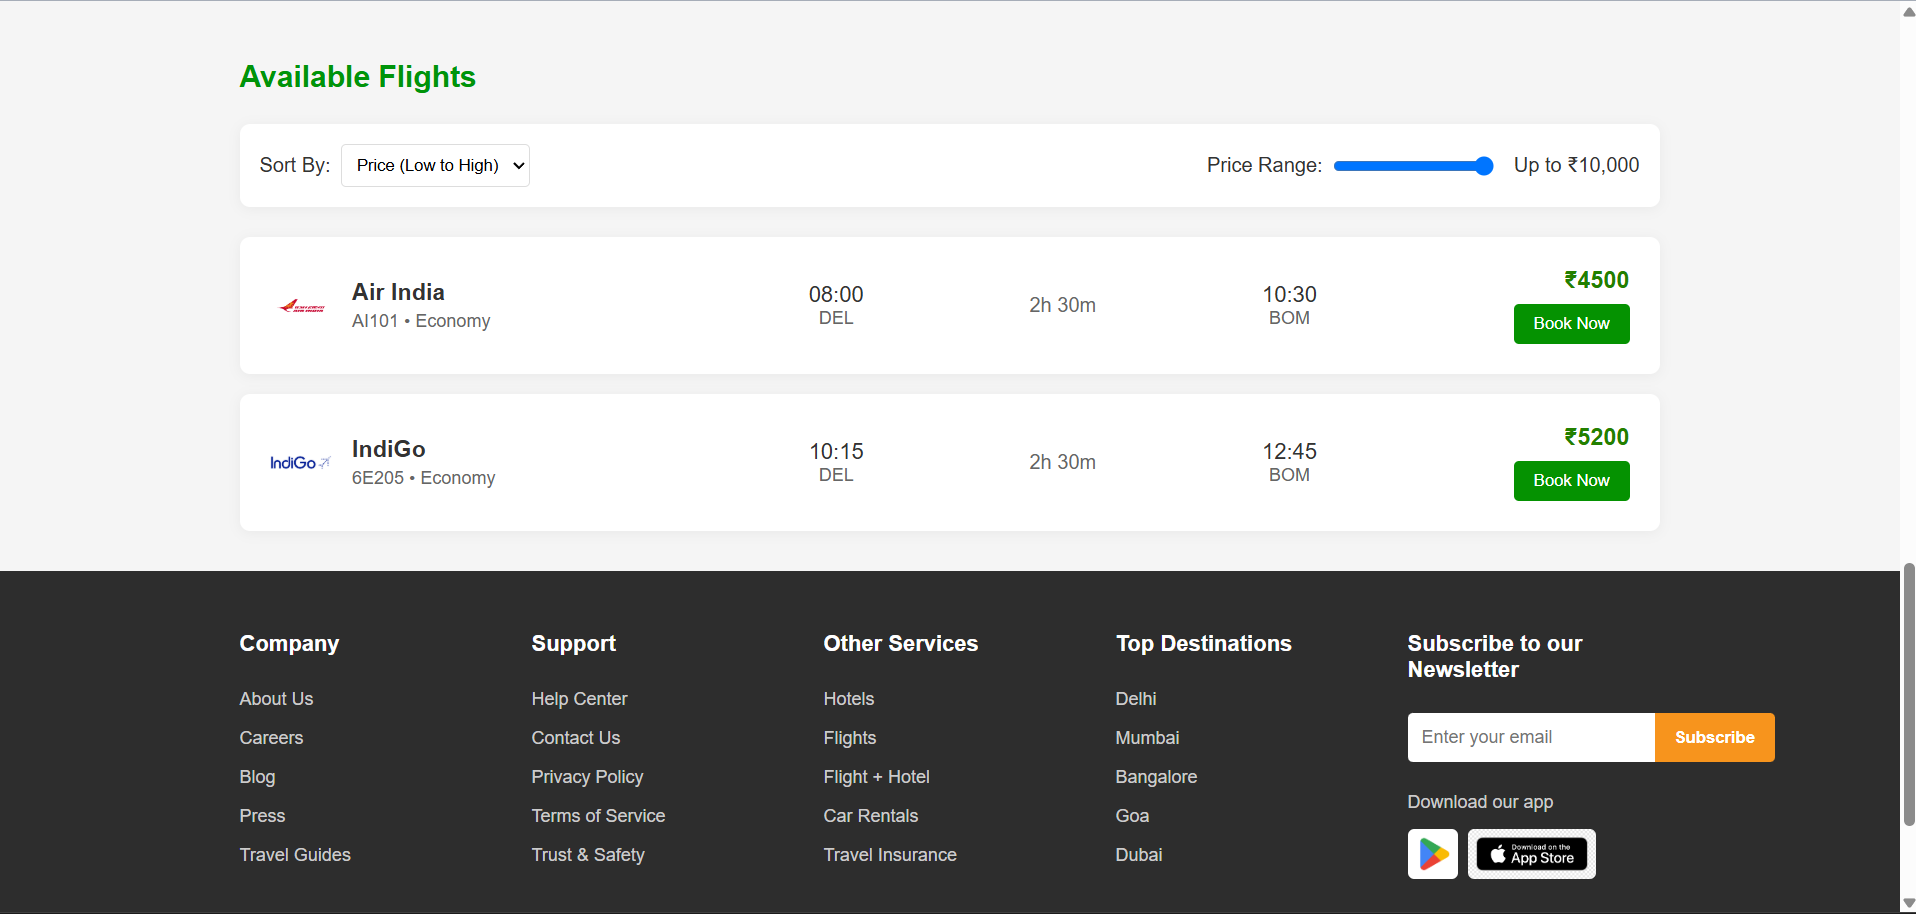 Available Flights
Sort By: Price (Low to High) Price Range: Up to ₹10,000
Air India
AI101 • Economy
08:00
DEL
2h 30m
10:30
BOM
₹4500
Book Now
IndiGo
IndiGo
6E205 • Economy
10:15
DEL
2h 30m
12:45
BOM
₹5200
Book Now
Company
About Us
Careers
Blog
Press
Travel Guides
Support
Help Center
Contact Us
Privacy Policy
Terms of Service
Trust & Safety
Other Services
Hotels
Flights
Flight + Hotel
Car Rentals
Travel Insurance
Top Destinations
Delhi
Mumbai
Bangalore
Goa
Dubai
Subscribe to our
Newsletter
Enter your email
Subscribe
Download our app
Download on the
App Store